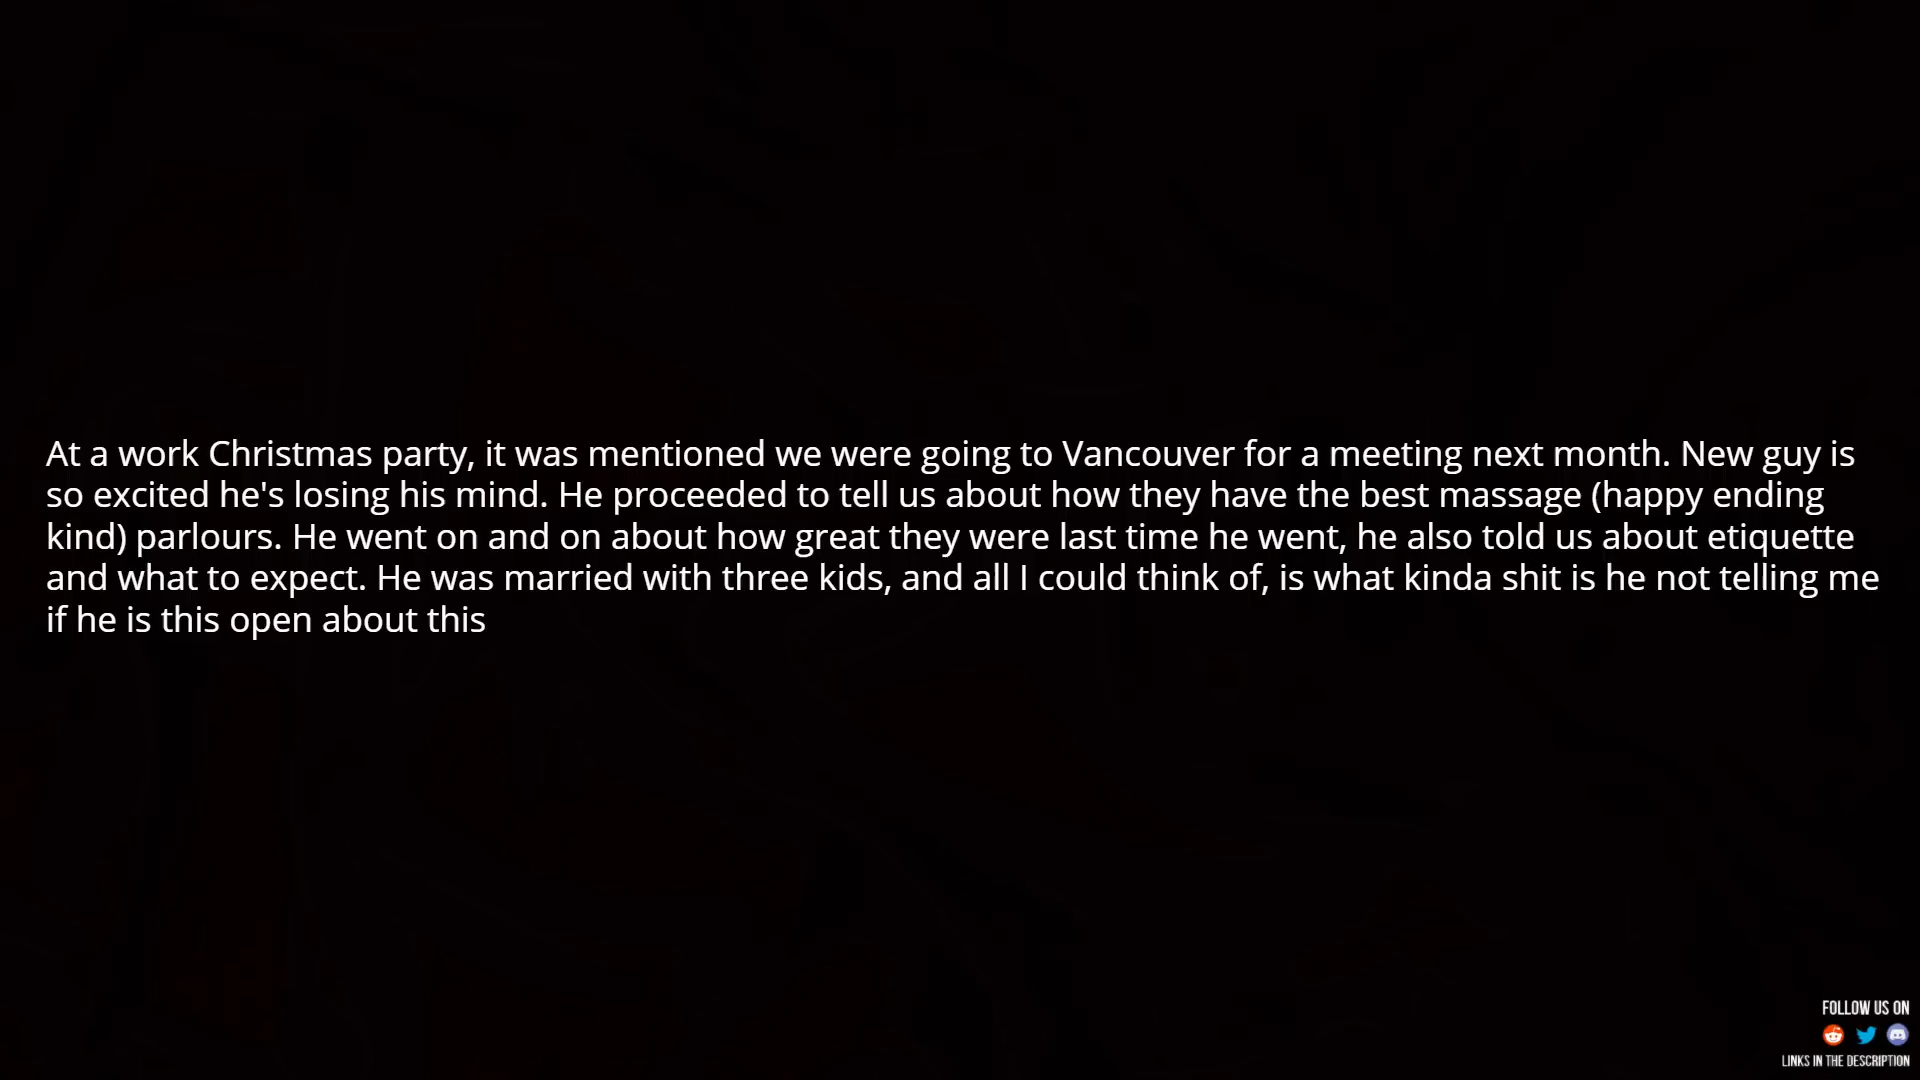 At a work Christmas party, it was mentioned we were going to Vancouver for a meeting next month. New guy is
so excited he's losing his mind. He proceeded to tell us about how they have the best massage (happy ending
kind) parlours. He went on and on about how great they were last time he went, he also told us about etiquette
and what to expect. He was married with three kids, and all I could think of, is what kinda shit is he not telling me
if he is this open about this
FOLLOW US ON
LINKS IN THE DESCRIPTION